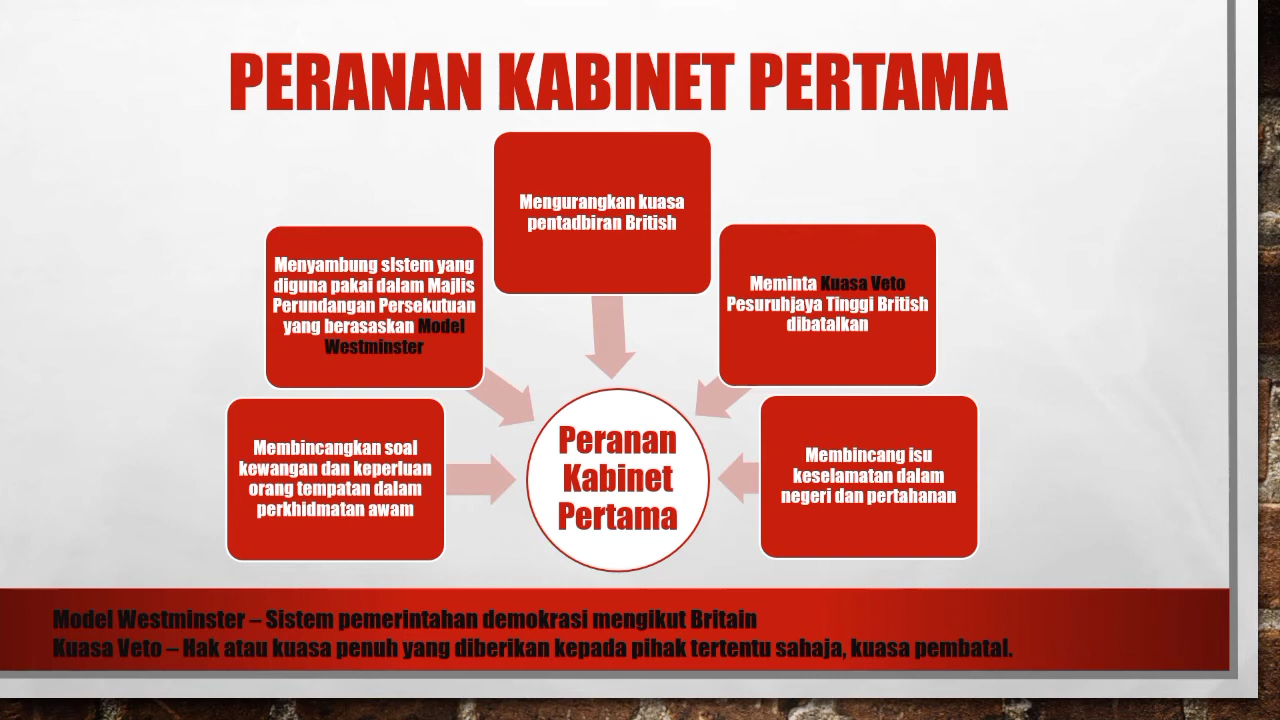 PERANAN KABINET PERTAMA
Mengurangkan kuasa
pentadbiran British
Menyambung sistem yang
diguna pakai dalam Majlis
Perundangan Persekutuan
yang berasaskan Model
Westminster
Meminta Kuasa Veto
Pesuruhjaya Tinggi British
dibatalkan
Membincangkan soal
kewangan dan keperluan
orang tempatan dalam
perkhidmatan awam
Peranan
Kabinet
Pertama
Membincang isu
keselamatan dalam
negeri dan pertahanan
Model Westminster – Sistem pemerintahan demokrasi mengikut Britain
Kuasa Veto – Hak atau kuasa penuh yang diberikan kepada pihak tertentu sahaja, kuasa pembatal.